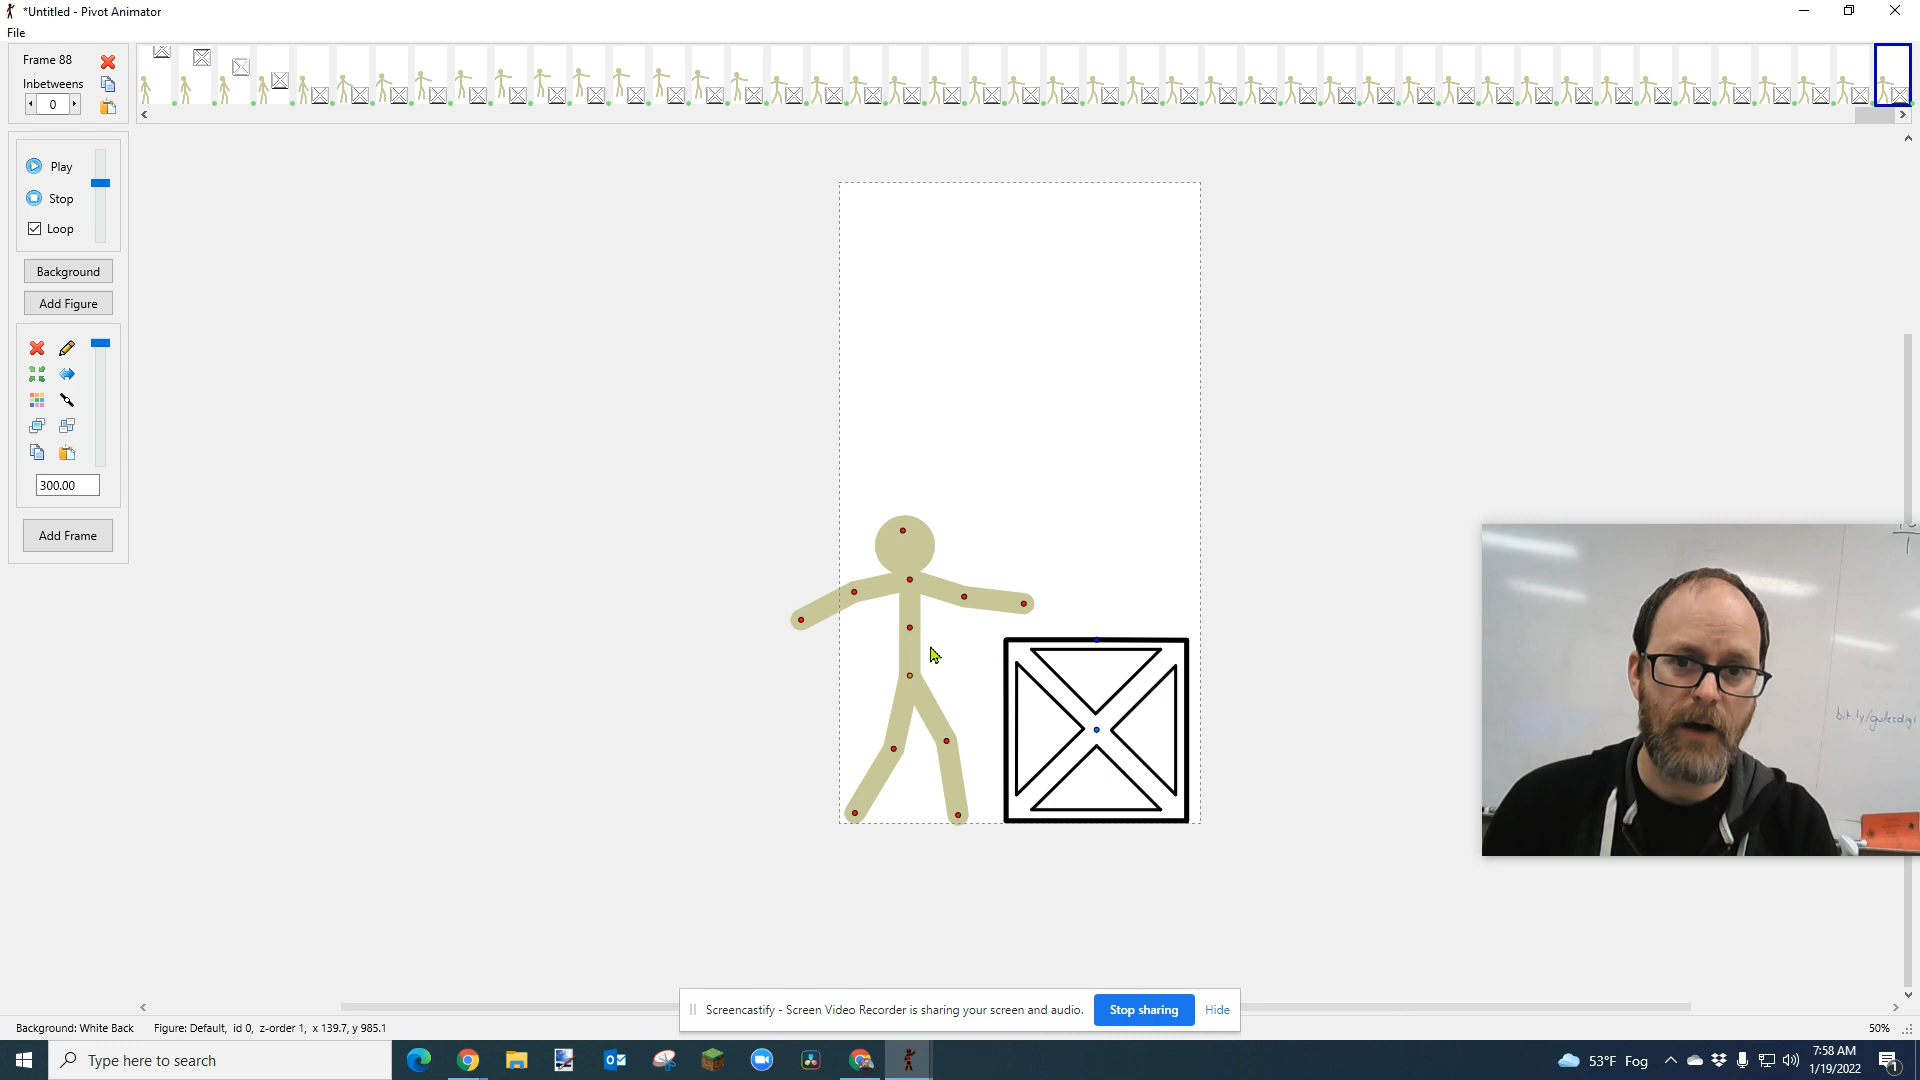 *Untitled - Pivot Animator
File
Frame 88
Inbetweens
0
Play
Stop
Loop
Background
Add Figure
300.00
Add Frame
1
Screencastify - Screen Video Recorder is sharing your screen and audio.
Stop sharing
Hide
Background: White Back
Figure: Default, id 0, z-order 1, x 139.7, y 985.1
50%
Type here to search
53°F Fog
7:58 AM
1/19/2022
1